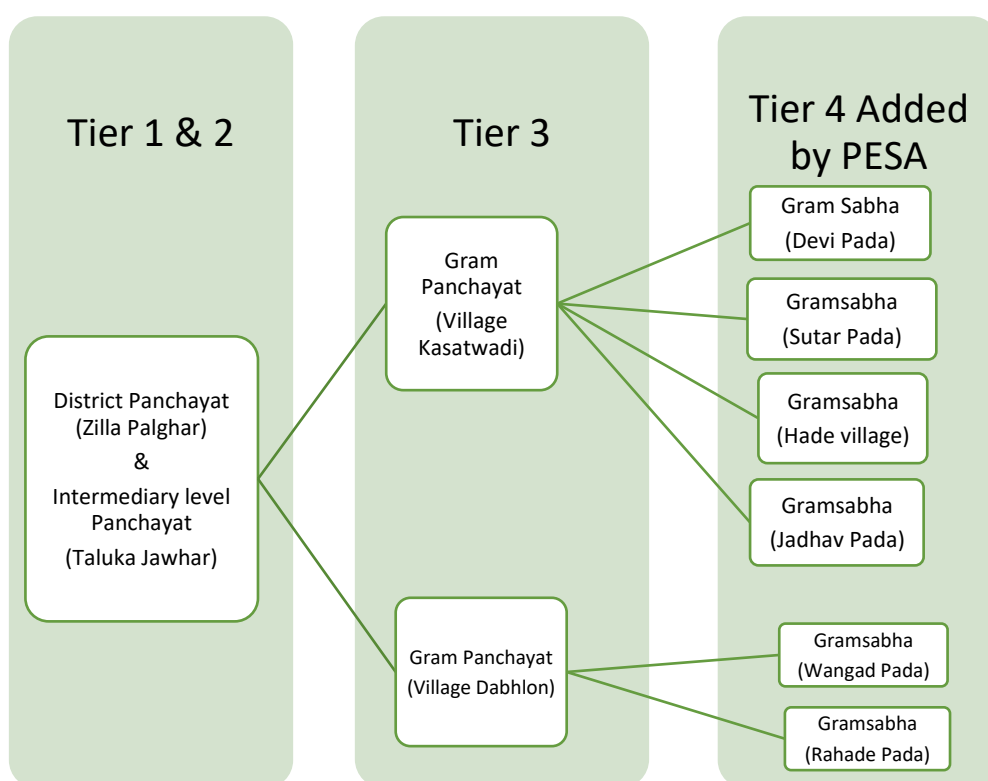 Tier 1 & 2
District Panchayat
(Zilla Palghar)
&
Intermediary level
Panchayat
(Taluka Jawhar)
Tier 3
Gram
Panchayat
(Village
Kasatwadi)
Gram Panchayat
(Village Dabhlon)
Tier 4 Added
by PESA
Gram Sabha
(Devi Pada)
Gramsabha
(Sutar Pada)
Gramsabha
(Hade village)
Gramsabha
(Jadhav Pada)
Gramsabha
(Wangad Pada)
Gramsabha
(Rahade Pada)